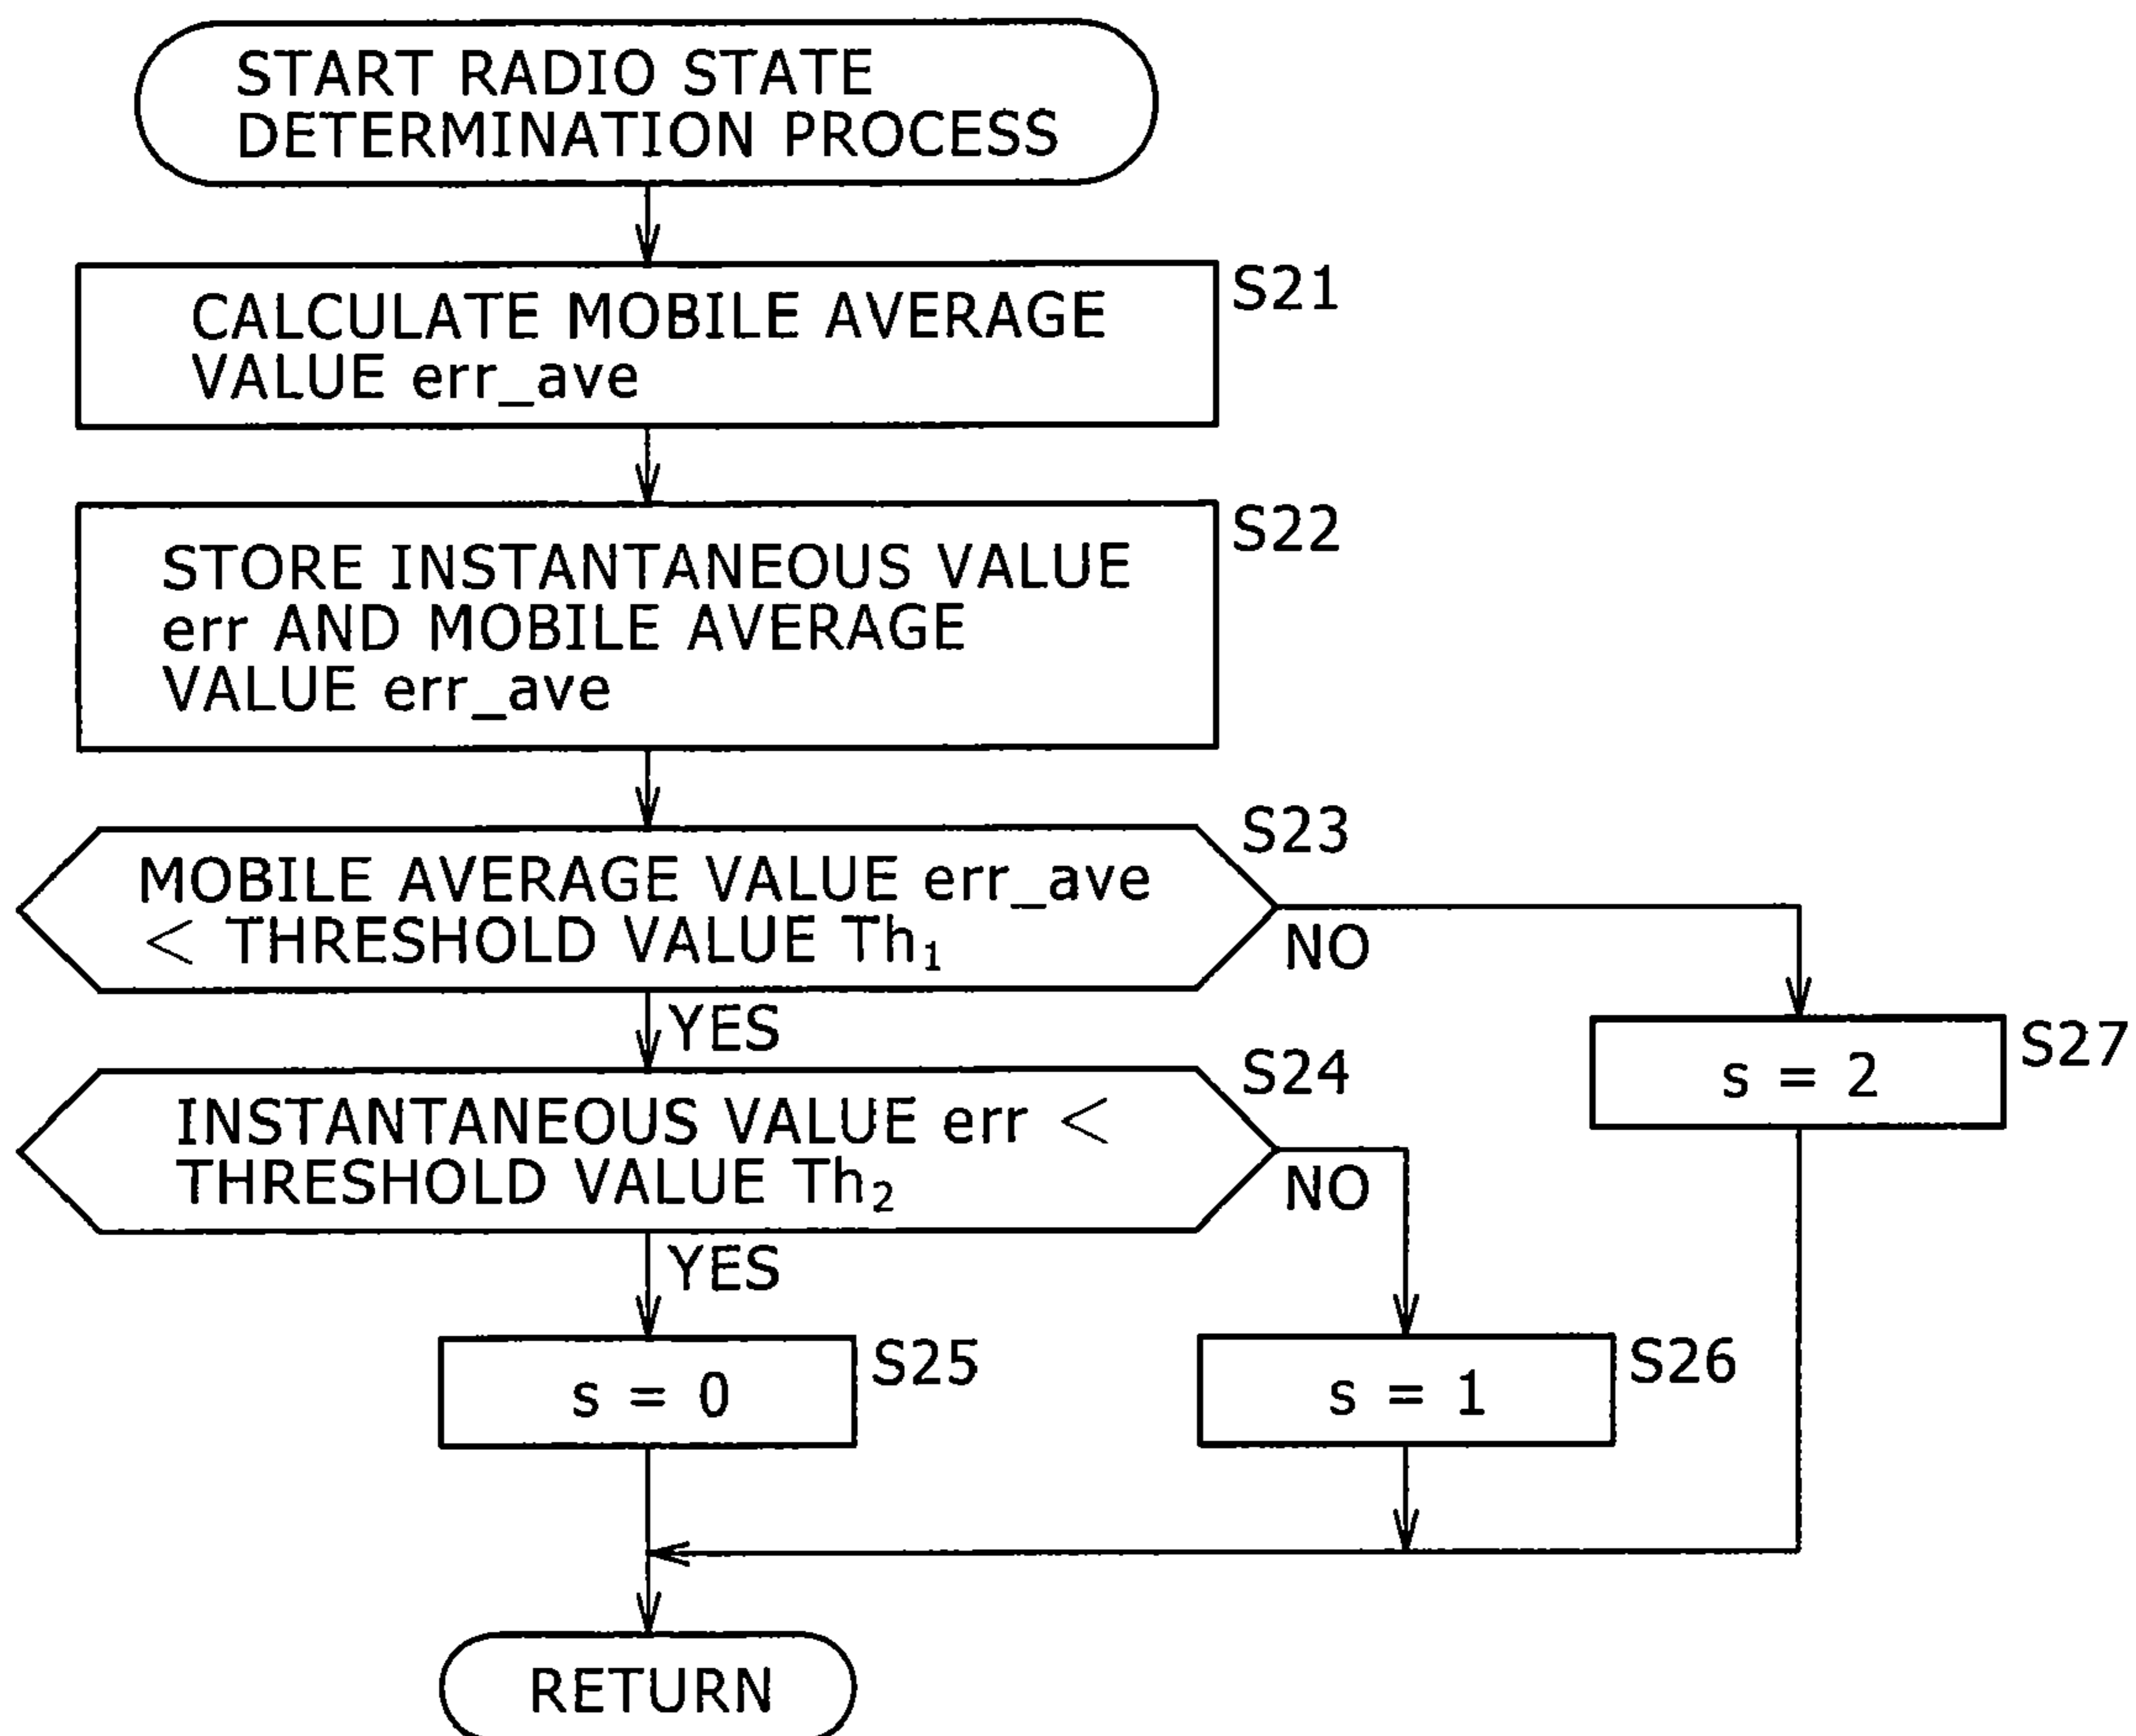 START RADIO STATE
DETERMINATION PROCESS
S21
CALCULATE MOBILE AVERAGE
VALUE err_ave
S22
STORE INSTANTANEOUS VALUE
err AND MOBILE AVERAGE
VALUE err_ave
S23
MOBILE AVERAGE VALUE err_ave
< THRESHOLD VALUE Th₁
NO
YES
S27
s = 2
S24
INSTANTANEOUS VALUE err <
THRESHOLD VALUE Th₂
NO
YES
S25
s = 0
S26
s = 1
RETURN